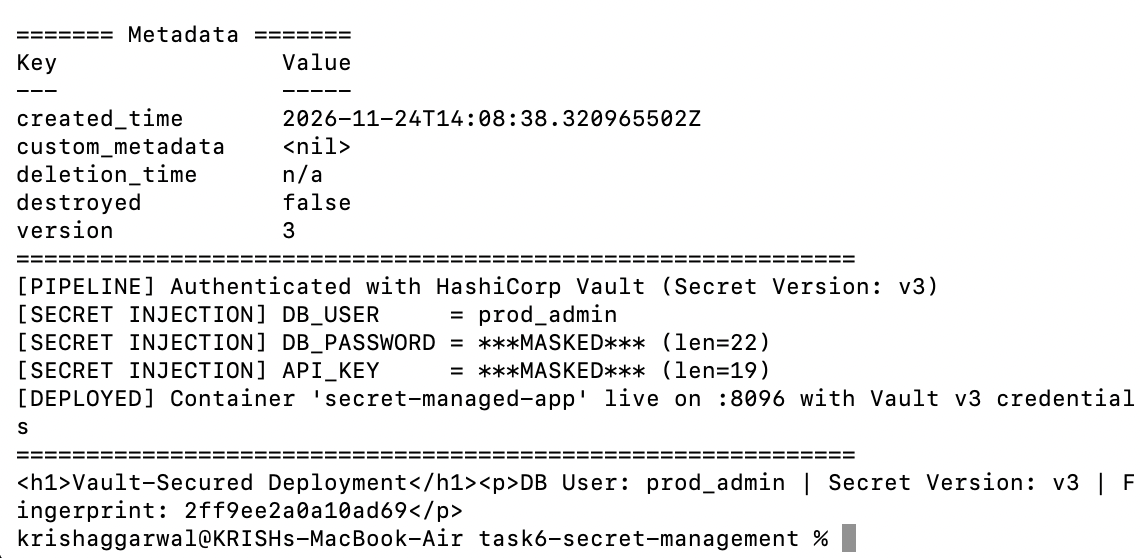 ======= Metadata =======
Key                Value
---                -----
created_time       2026-11-24T14:08:38.320965502Z
custom_metadata    <nil>
deletion_time      n/a
destroyed          false
version            3
============================================================
[PIPELINE] Authenticated with HashiCorp Vault (Secret Version: v3)
[SECRET INJECTION] DB_USER     = prod_admin
[SECRET INJECTION] DB_PASSWORD = ***MASKED*** (len=22)
[SECRET INJECTION] API_KEY     = ***MASKED*** (len=19)
[DEPLOYED] Container 'secret-managed-app' live on :8096 with Vault v3 credential
s
============================================================
<h1>Vault-Secured Deployment</h1><p>DB User: prod_admin | Secret Version: v3 | F
ingerprint: 2ff9ee2a0a10ad69</p>
krishaggarwal@KRISHs-MacBook-Air task6-secret-management %